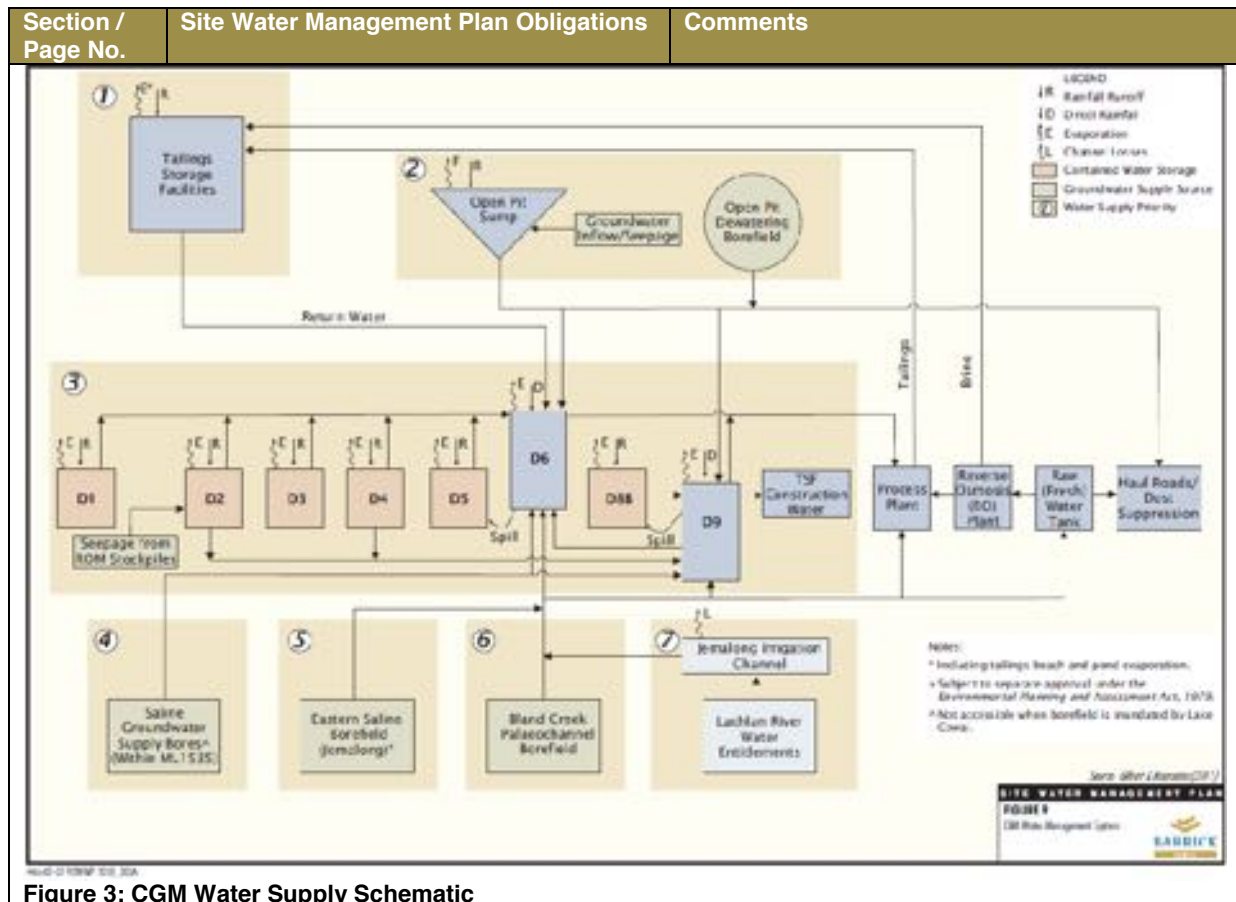 Section /
Page No.
Site Water Management Plan Obligations
Comments
1
E* R
Tailings
Storage
Facilities
2
R
Open Pit
Sump
Groundwater
Inflow/Seepage
Open Pit
Dewatering
Borefield
LEGEND
R Rainfall Runoff
D Direct Rainfall
E Evaporation
L Channel Losses
Contained Water Storage
Groundwater Supply Source
Water Supply Priority
Return Water
Tailings
Brine
3
E R
D1
E R
D2
E R
D3
E R
D4
E R
D5
E D
D6
E R
D8B
E D
D9
Spill
Spill
Seepage from
ROM Stockpiles
TSF
Construction
Water
Process
Plant
Reverse
Osmosis
(RO)
Plant
Raw
(Fresh)
Water
Tank
Haul Roads/
Dust
Suppression
4
Saline
Groundwater
Supply Bores^
(Within ML1535)
5
Eastern Saline
Borefield
(Jemalong)
6
Bland Creek
Palaeochannel
Borefield
7
L
Jemalong Irrigation
Channel
Lachlan River
Water
Entitlements
Notes:
* Including tailings beach and pond evaporation.
Subject to separate approval under the
Environmental Planning and Assessment Act, 1979.
^ Not accessible when borefield is inundated by Lake
Cowal.
SITE WATER MANAGEMENT PLAN
FIGURE 9
CGM Water Management System
BARRICK
Figure 3: CGM Water Supply Schematic